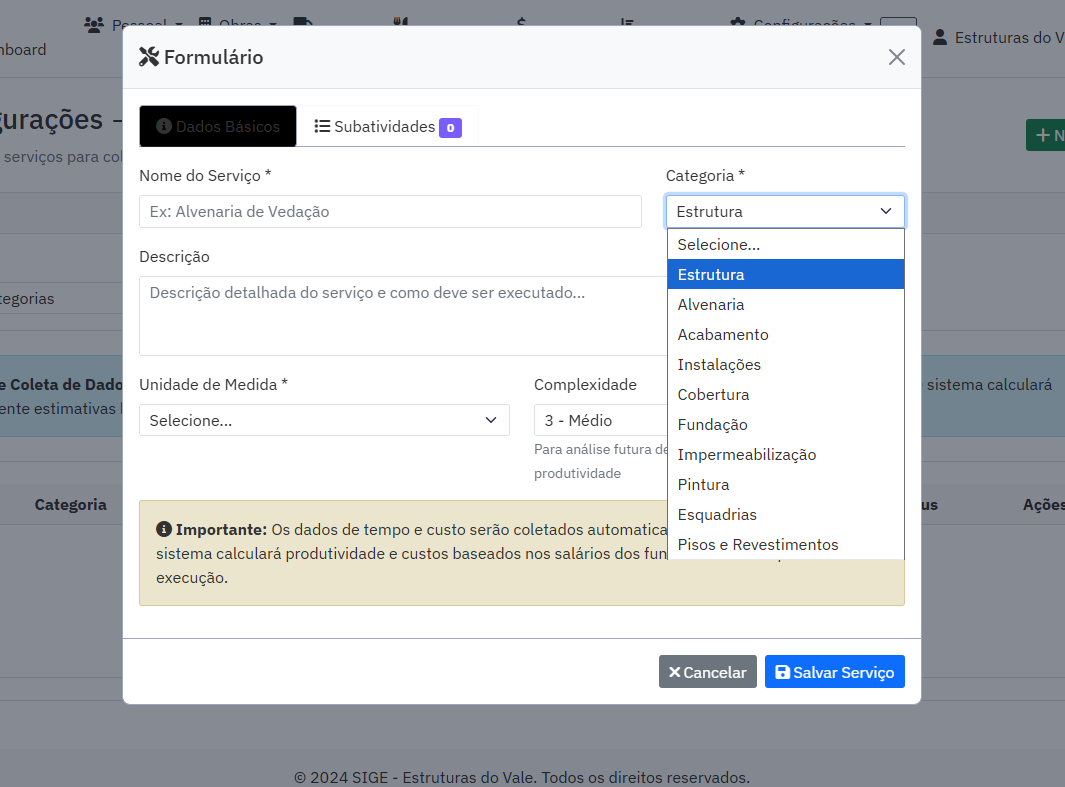 Pessoal
Obras
Configurações
Estruturas do V
Formulário
Dados Básicos
Subatividades 0
Nome do Serviço *
Categoria *
Ex: Alvenaria de Vedação
Estrutura
Selecione...
Estrutura
Alvenaria
Acabamento
Instalações
Cobertura
Fundação
Impermeabilização
Pintura
Esquadrias
Pisos e Revestimentos
Descrição
Descrição detalhada do serviço e como deve ser executado...
Unidade de Medida *
Complexidade
Selecione...
3 - Médio
Para análise futura de
produtividade
Importante: Os dados de tempo e custo serão coletados automatica
sistema calculará produtividade e custos baseados nos salários dos fun
execução.
Cancelar
Salvar Serviço
nboard
gurações -
serviços para col
+ N
tegorias
e Coleta de Dado
sistema calculará
ente estimativas
Categoria
us
Ações
© 2024 SIGE - Estruturas do Vale. Todos os direitos reservados.